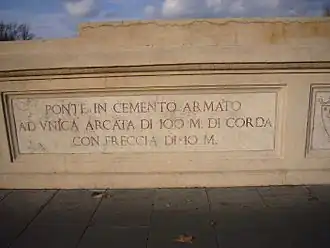 PONTE IN CEMENTO ARMATO
AD VNICA ARCATA DI 100 M. DI CORDA
CON FRECCIA DI 10 M.